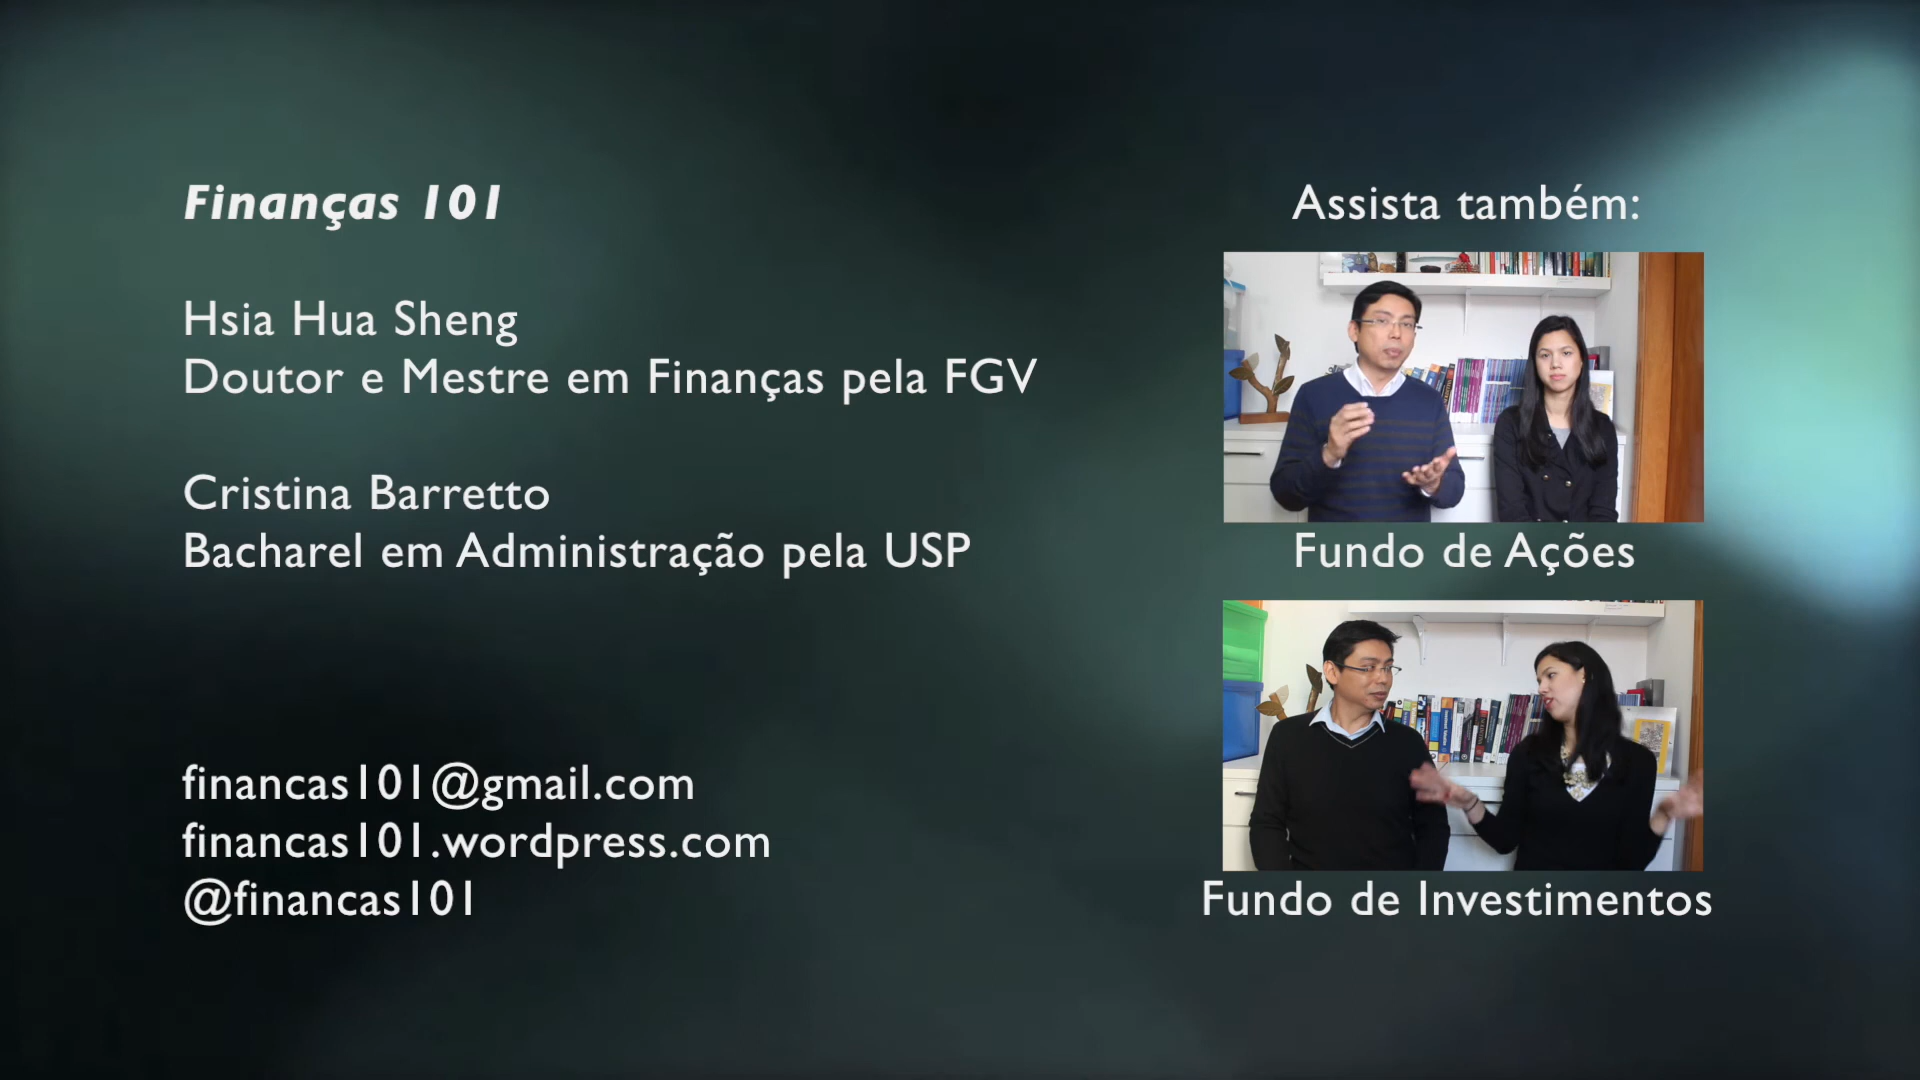 Finanças 101
Hsia Hua Sheng
Doutor e Mestre em Finanças pela FGV
Cristina Barretto
Bacharel em Administração pela USP
financas101@gmail.com
financas101.wordpress.com
@financas101
Assista também:
Fundo de Ações
Fundo de Investimentos